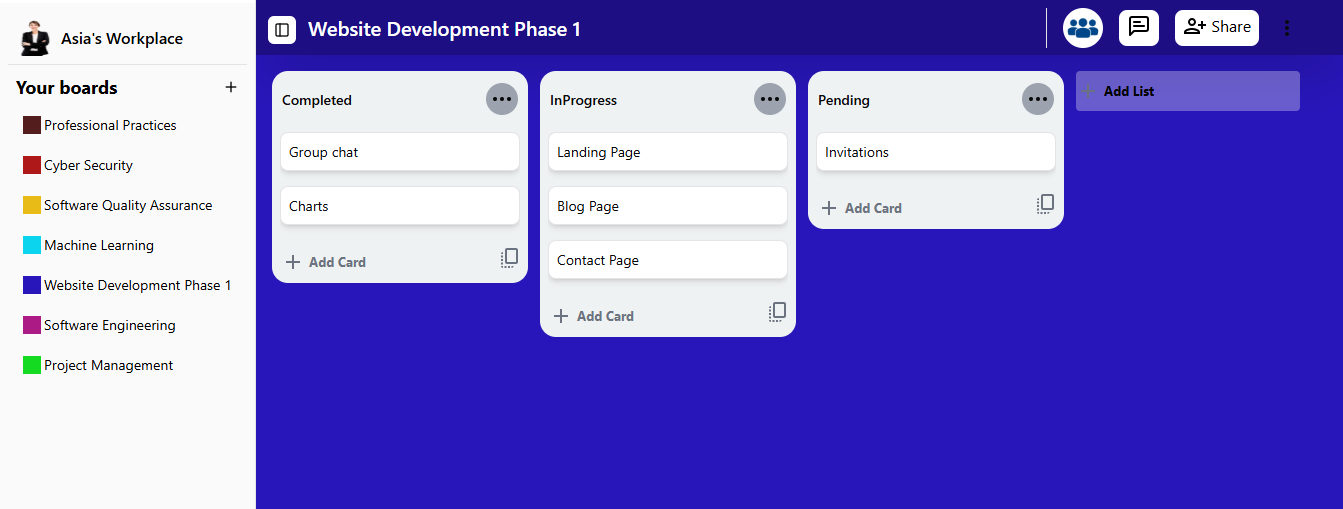 Asia's Workplace
Your boards
Professional Practices
Cyber Security
Software Quality Assurance
Machine Learning
Website Development Phase 1
Software Engineering
Project Management
Website Development Phase 1
Share
Completed
Group chat
Charts
Add Card
InProgress
Landing Page
Blog Page
Contact Page
Add Card
Pending
Invitations
Add Card
Add List